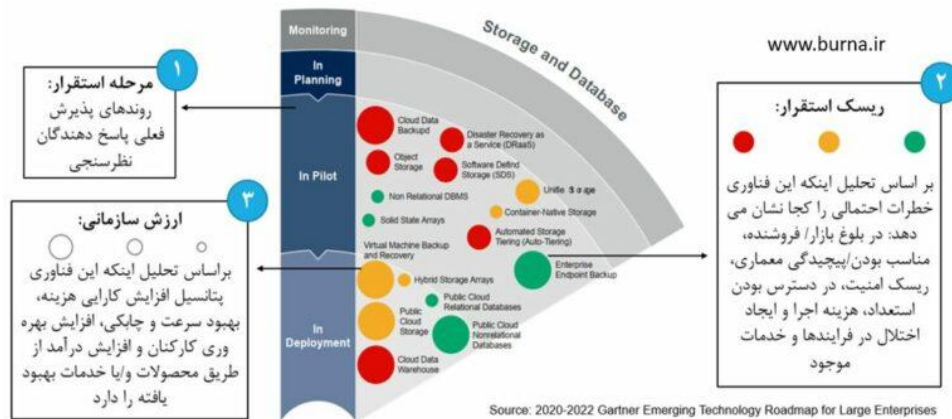 Monitoring
In
Planning
In Pilot
In
Deployment
Storage and Database
www.burna.ir
۱
مرحله استقرار:
روندهای پذیرش
فعلی پاسخ دهندگان
نظرسنجی
۲
ریسک استقرار:
بر اساس تحلیل اینکه این فناوری
خطرات احتمالی را کجا نشان می
دهد: در بلوغ بازار/ فروشنده،
مناسب بودن/پیچیدگی معماری،
ریسک امنیت، در دسترس بودن
استعداد، هزینه اجرا و ایجاد
اختلال در فرایندها و خدمات
موجود
۳
ارزش سازمانی:
براساس تحلیل اینکه این فناوری
پتانسیل افزایش کارایی هزینه،
بهبود سرعت و چابکی، افزایش بهره
وری کارکنان و افزایش درآمد از
طریق محصولات و/یا خدمات بهبود
یافته را دارد
Cloud Data
Backupd
Disaster Recovery as
a Service (DRaaS)
Object
Storage
Software Defind
Storage (SDS)
Non Relational DBMS
Solid State Arrays
Container-Native Storage
Automated Storage
Tiering (Auto-Tiering)
Virtual Machine Backup
and Recovery
Enterprise
Endpoint Backup
Hybrid Storage Arrays
Public Cloud
Relational Databases
Public
Cloud
Storage
Public Cloud
Nonrelational
Databases
Cloud Data
Warehouse
Source: 2020-2022 Gartner Emerging Technology Roadmap for Large Enterprises